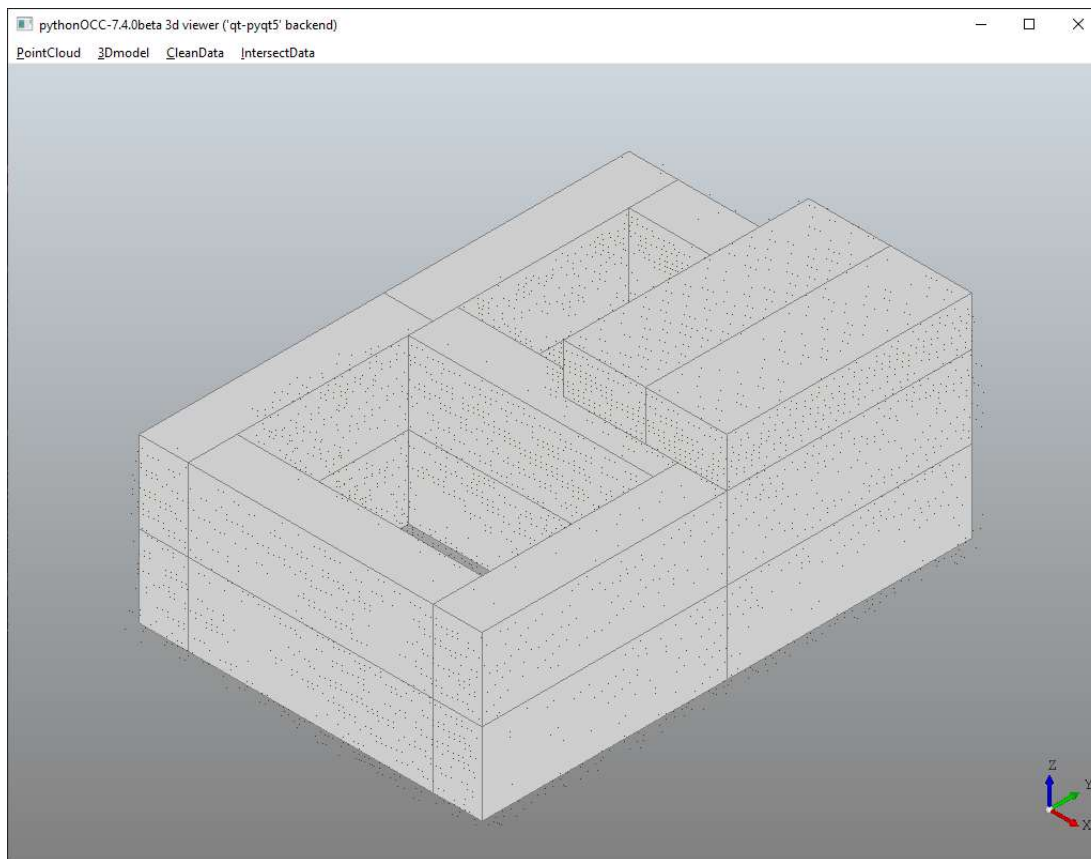 pythonOCC-7.4.0beta 3d viewer ('qt-pyqt5' backend)
PointCloud 3Dmodel CleanData IntersectData
Z
Y
X